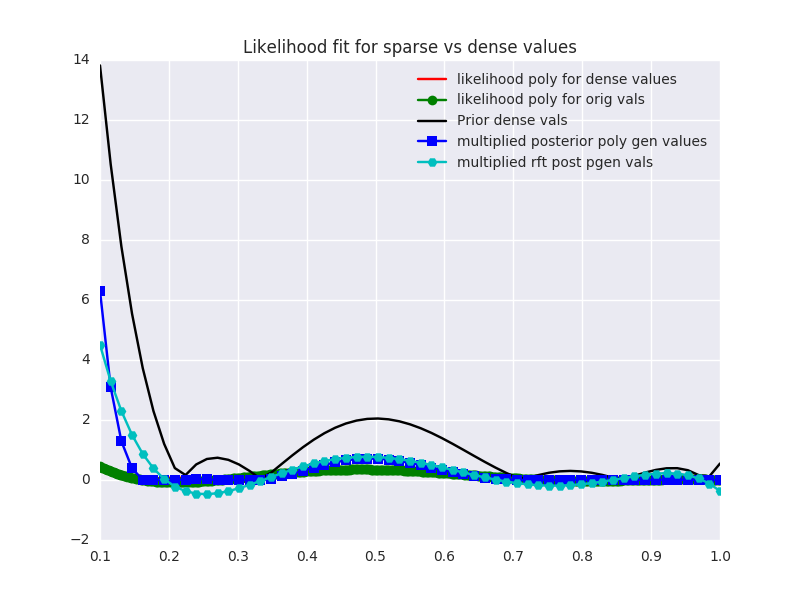 Likelihood fit for sparse vs dense values
likelihood poly for dense values
likelihood poly for orig vals
Prior dense vals
multiplied posterior poly gen values
multiplied rft post pgen vals
14
12
10
8
6
4
2
0
−2
0.1 0.2 0.3 0.4 0.5 0.6 0.7 0.8 0.9 1.0